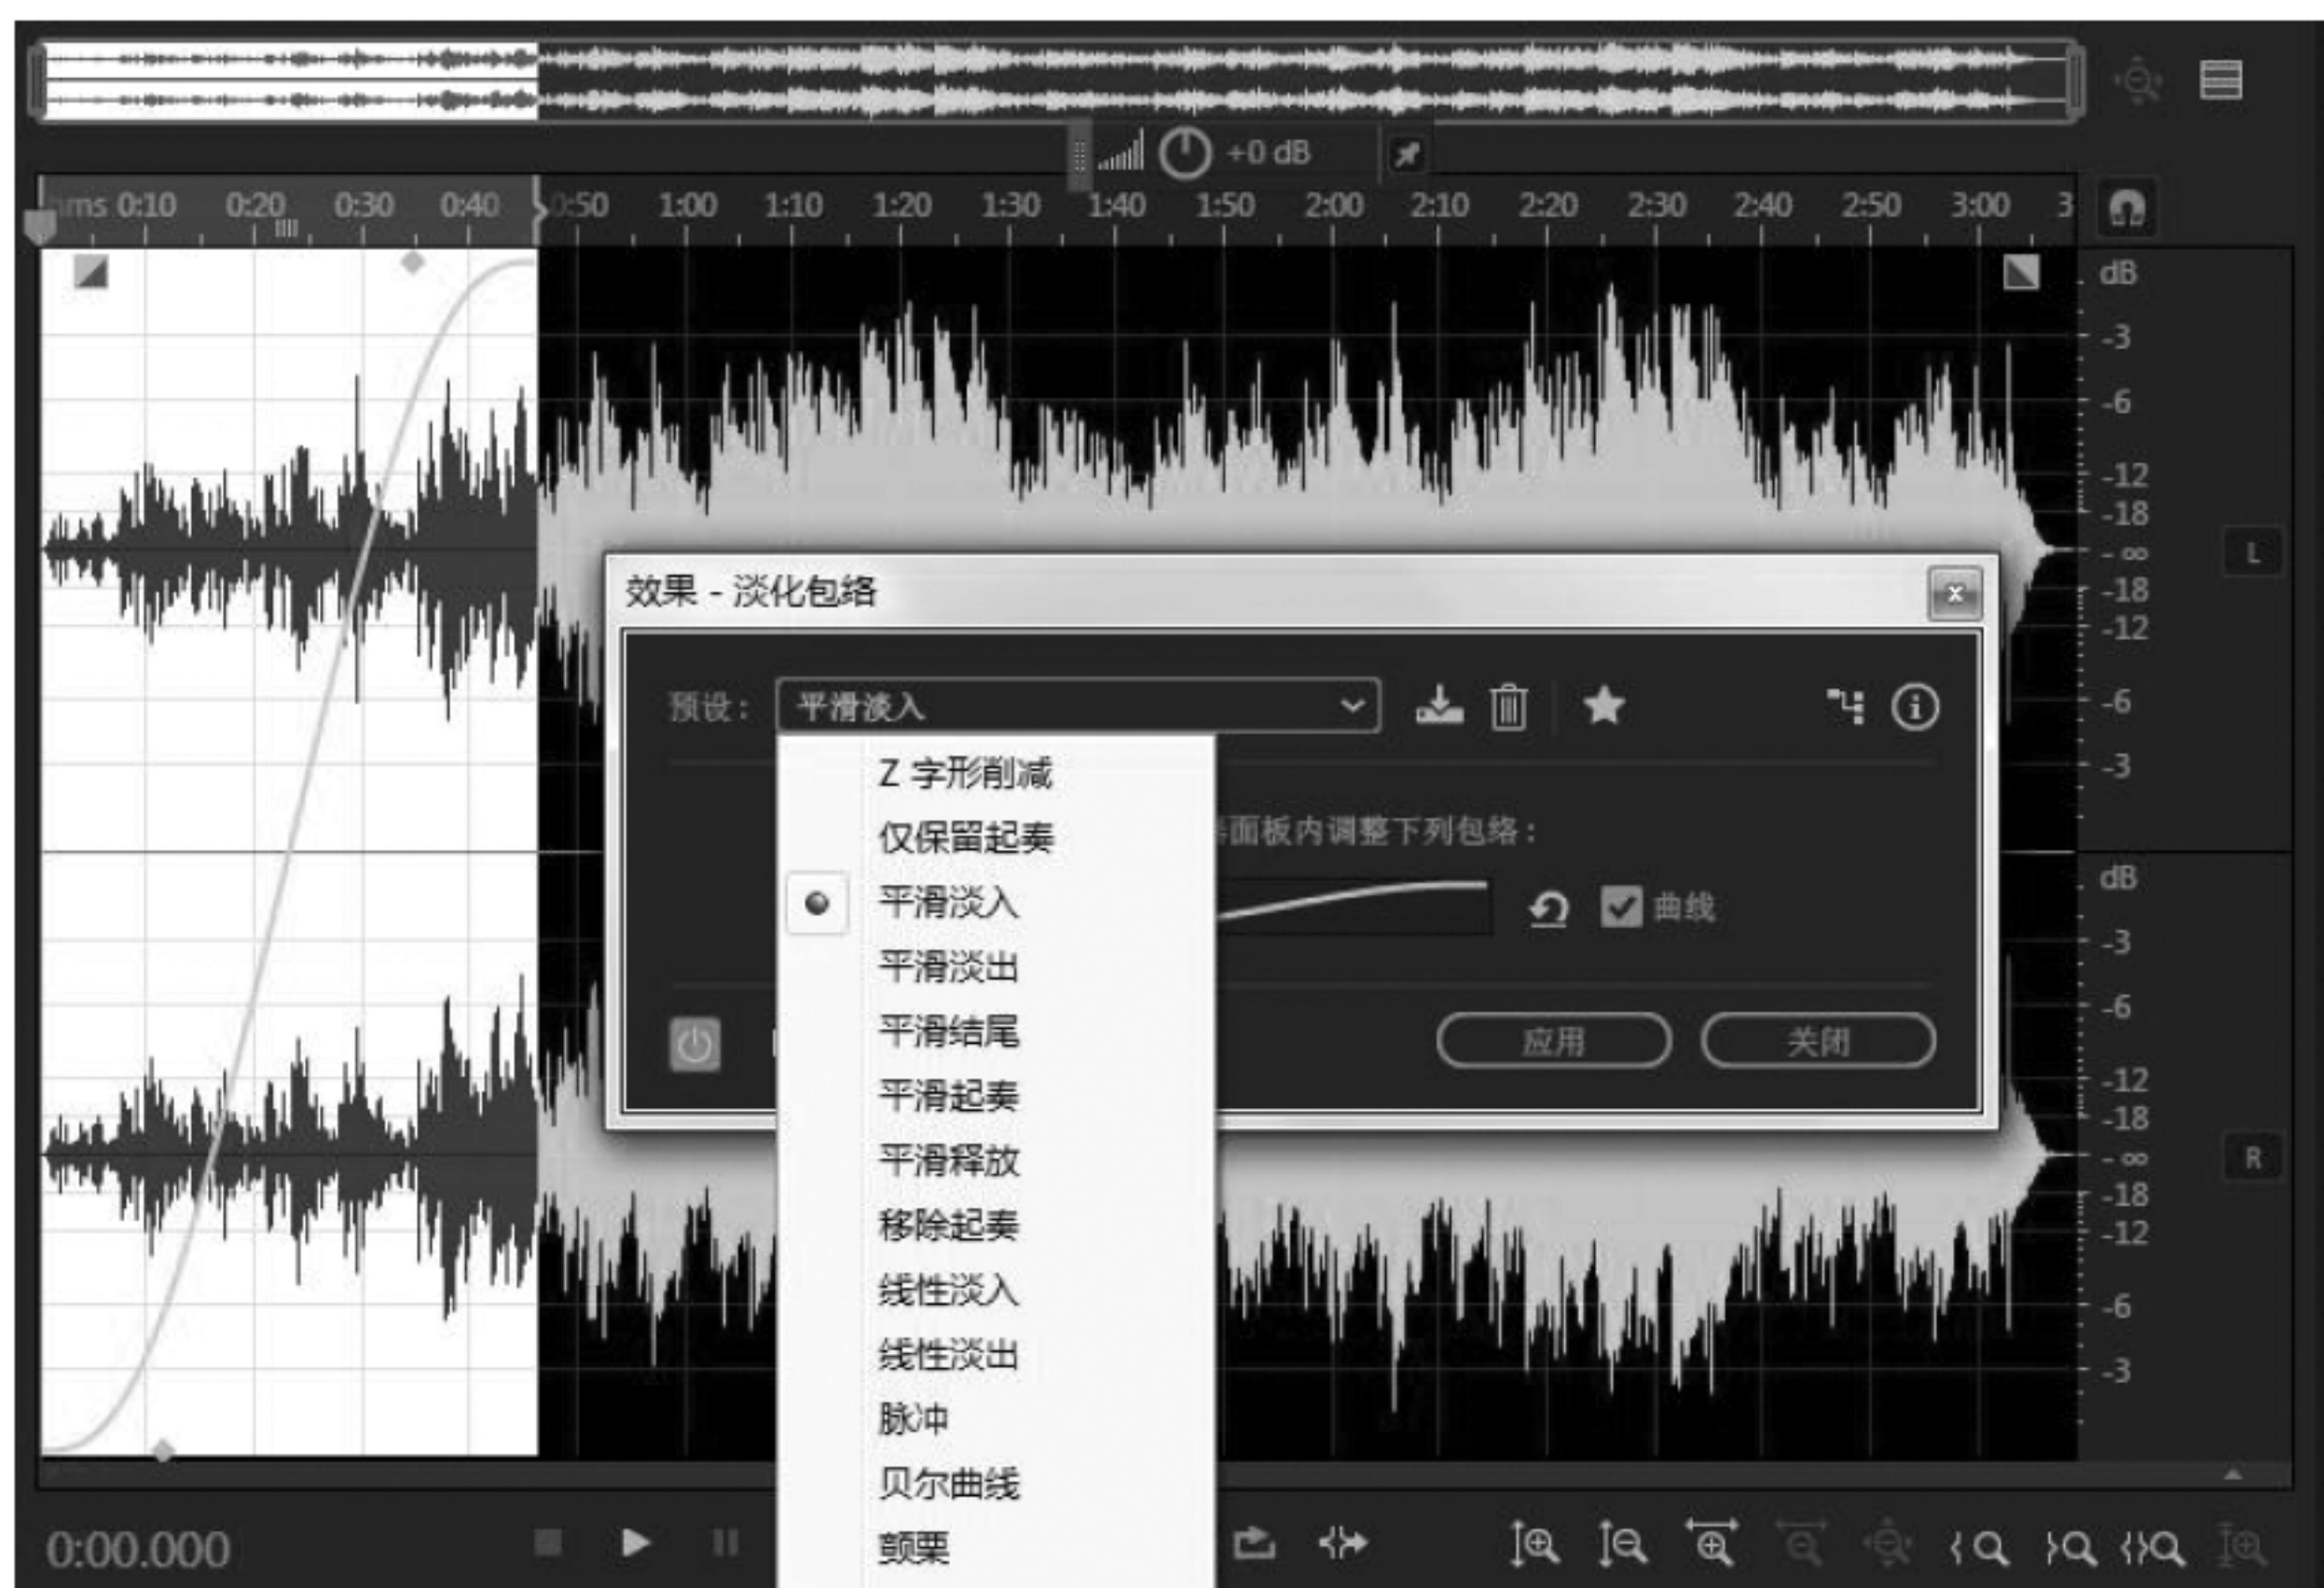 +0 dB
hms 0:10 0:20 0:30 0:40 0:50 1:00 1:10 1:20 1:30 1:40 1:50 2:00 2:10 2:20 2:30 2:40 2:50 3:00 3
dB
-3
-6
-12
-18
-∞
-18
-12
-6
-3
L
效果 - 淡化包络
x
预设: 平滑淡入
Z 字形削减
仅保留起奏
平滑淡入
平滑淡出
平滑结尾
平滑起奏
平滑释放
移除起奏
线性淡入
线性淡出
脉冲
贝尔曲线
颤栗
面板内调整下列包络:
曲线
应用 关闭
dB
-3
-6
-12
-18
-∞
-18
-12
-6
-3
R
0:00.000